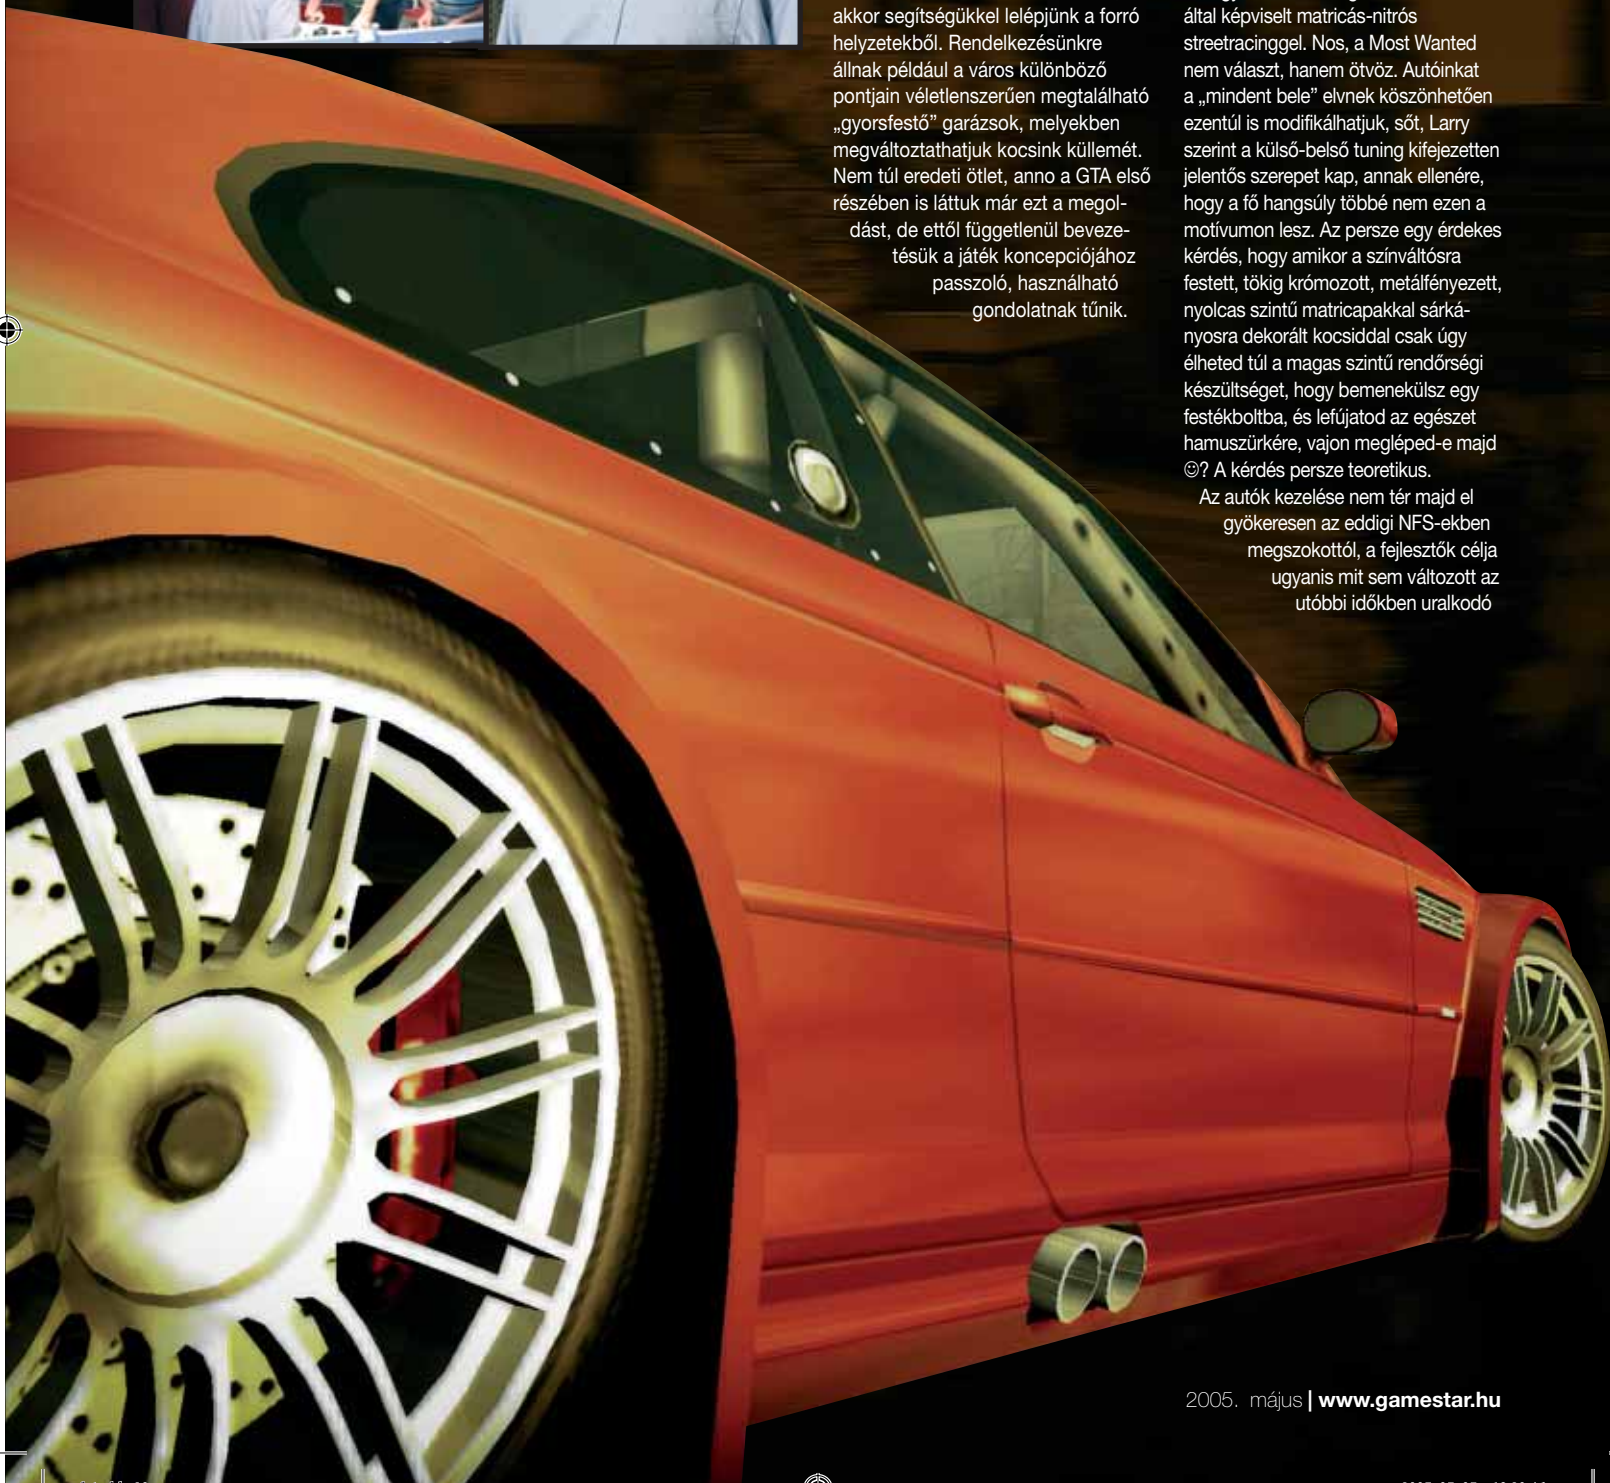 akkor segítségükkel lelépjünk a forró
helyzetekből. Rendelkezésünkre
állnak például a város különböző
pontjain véletlenszerűen megtalálható
„gyorsfestő” garázsok, melyekben
megváltoztathatjuk kocsink küllemét.
Nem túl eredeti ötlet, anno a GTA első
részében is láttuk már ezt a megol-
dást, de ettől függetlenül beveze-
tésük a játék koncepciójához
passzoló, használható
gondolatnak tűnik.
által képviselt matricás-nitrós
streetracinggel. Nos, a Most Wanted
nem választ, hanem ötvöz. Autóinkat
a „mindent bele” elvnek köszönhetően
ezentúl is modifikálhatjuk, sőt, Larry
szerint a külső-belső tuning kifejezetten
jelentős szerepet kap, annak ellenére,
hogy a fő hangsúly többé nem ezen a
motívumon lesz. Az persze egy érdekes
kérdés, hogy amikor a színváltósra
festett, tökig krómozott, metálfényezett,
nyolcas szintű matricapakkal sárká-
nyosra dekorált kocsiddal csak úgy
élheted túl a magas szintű rendőrségi
készültséget, hogy bemenekülsz egy
festékboltba, és lefújatod az egészet
hamuszürkére, vajon megléped-e majd
☺? A kérdés persze teoretikus.
Az autók kezelése nem tér majd el
gyökeresen az eddigi NFS-ekben
megszokottól, a fejlesztők célja
ugyanis mit sem változott az
utóbbi időkben uralkodó
2005. május | www.gamestar.hu